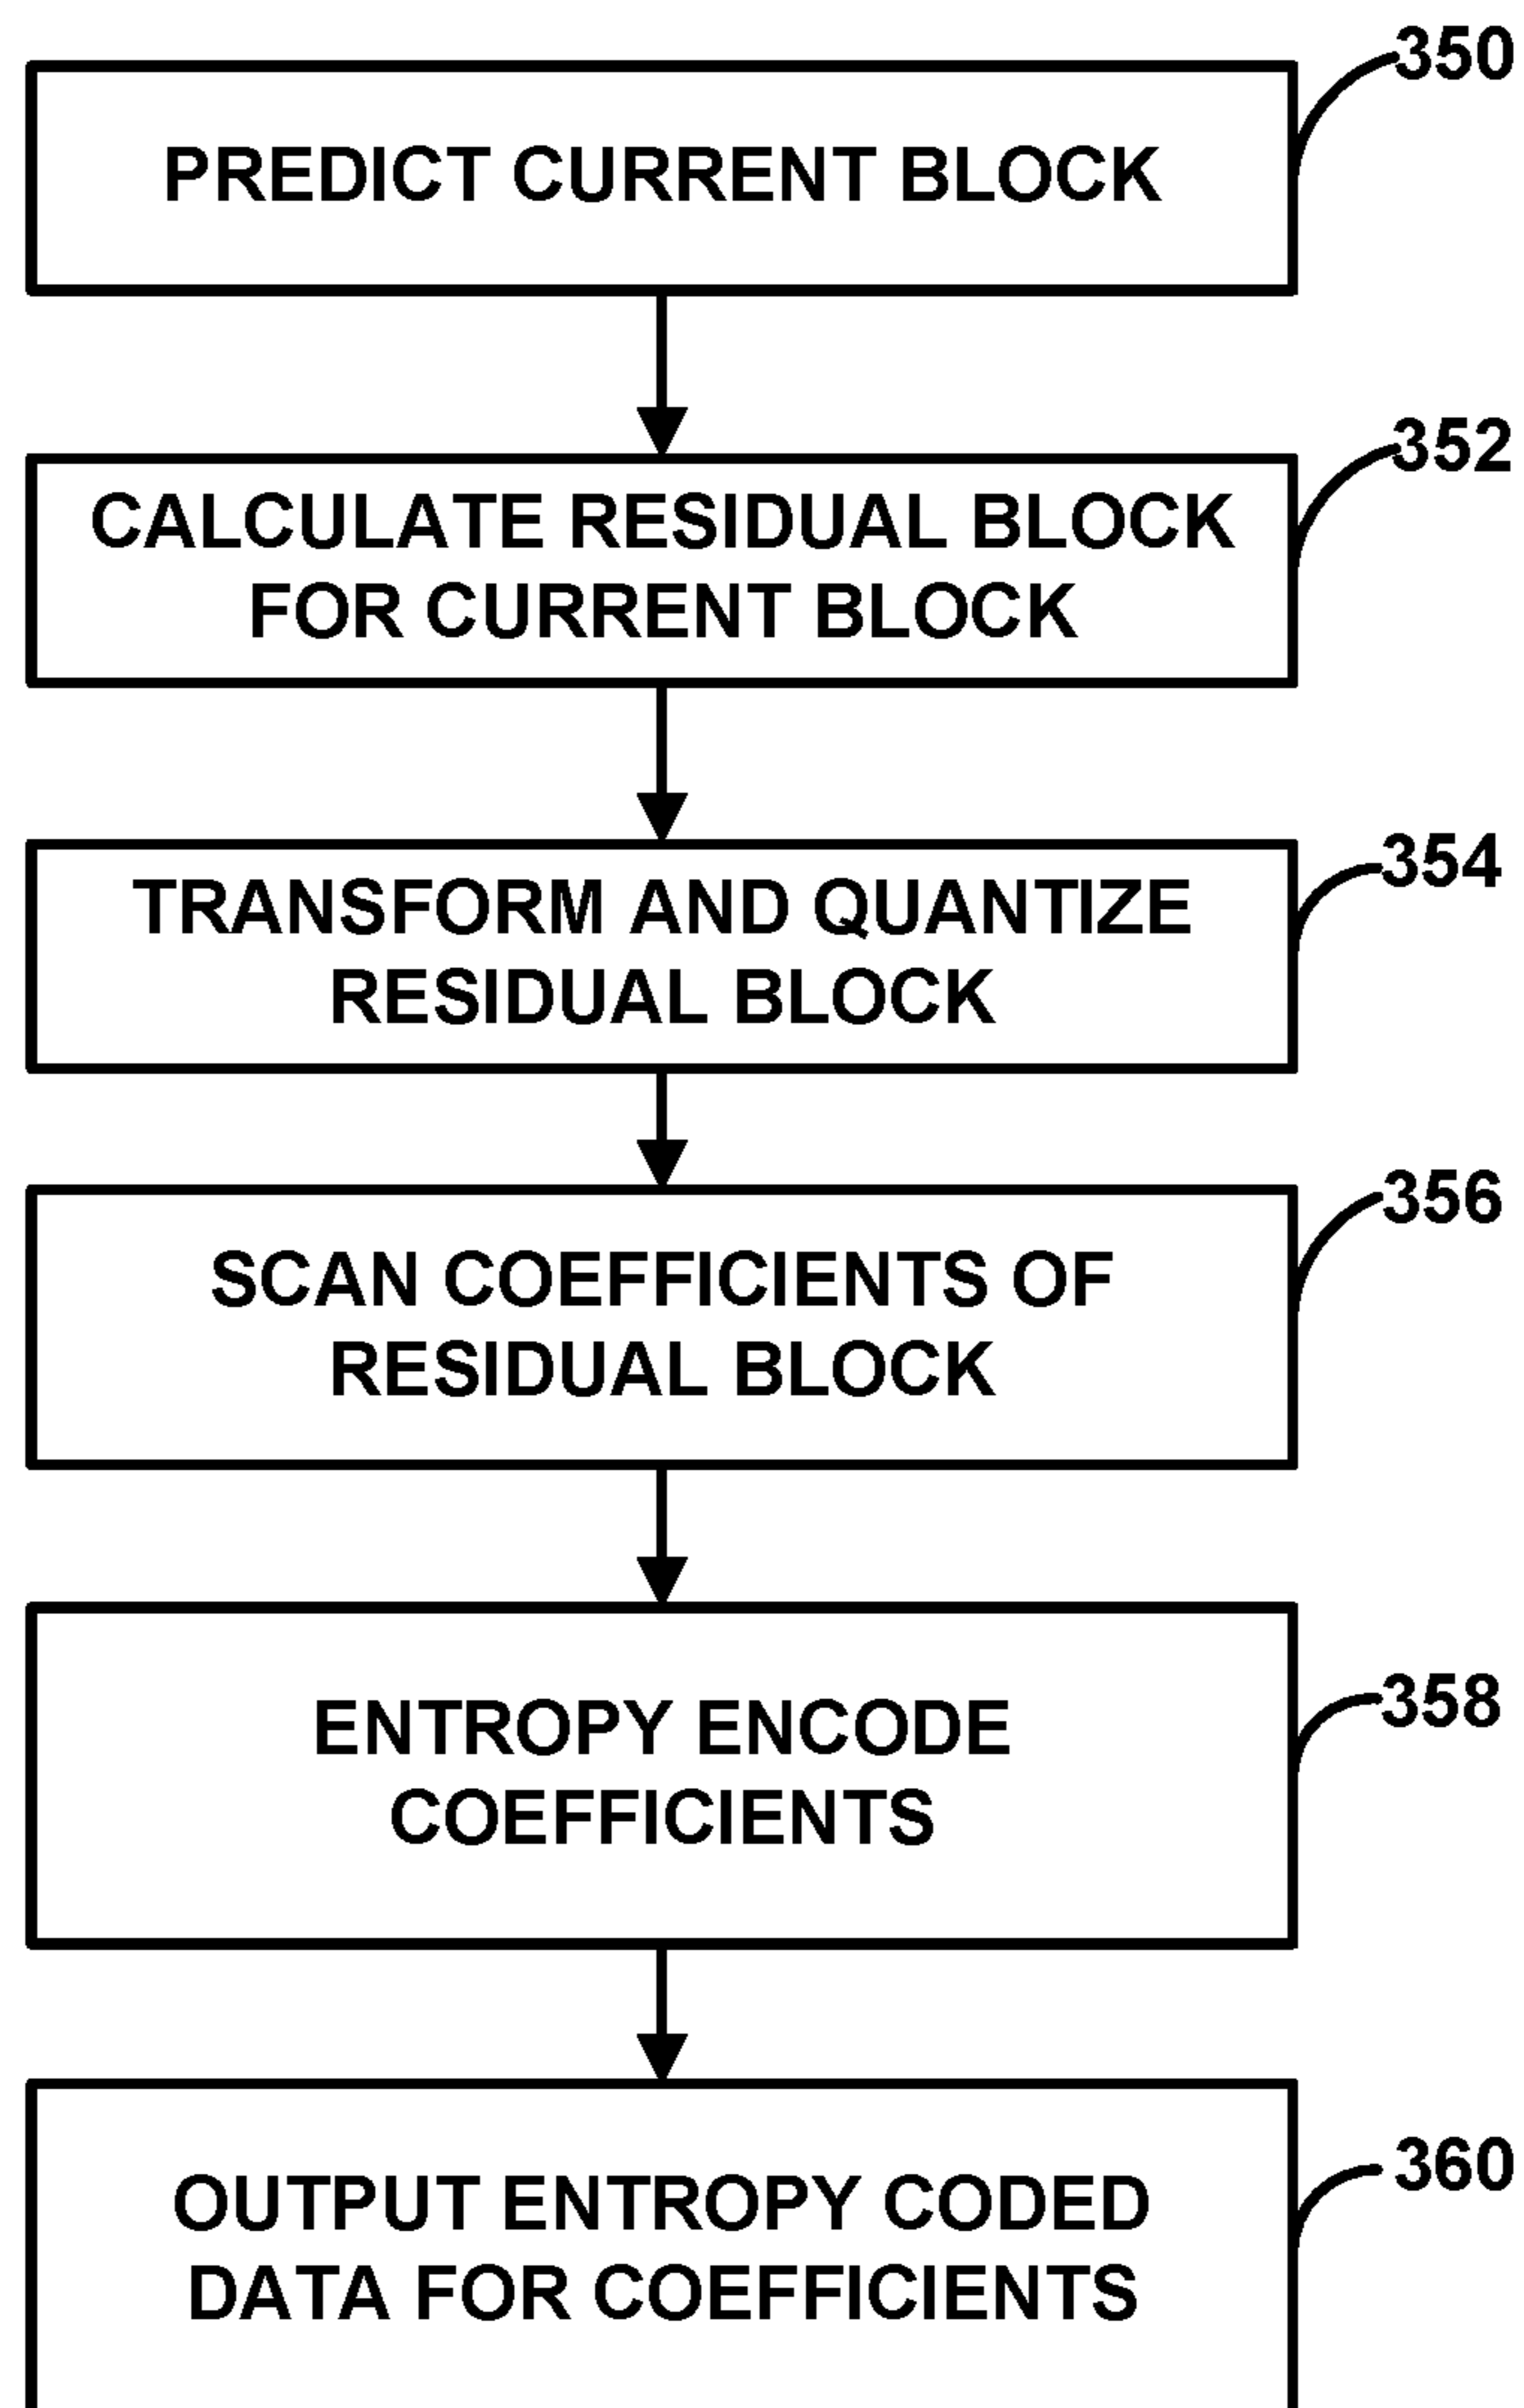 350
PREDICT CURRENT BLOCK
352
CALCULATE RESIDUAL BLOCK
FOR CURRENT BLOCK
354
TRANSFORM AND QUANTIZE
RESIDUAL BLOCK
356
SCAN COEFFICIENTS OF
RESIDUAL BLOCK
358
ENTROPY ENCODE
COEFFICIENTS
360
OUTPUT ENTROPY CODED
DATA FOR COEFFICIENTS